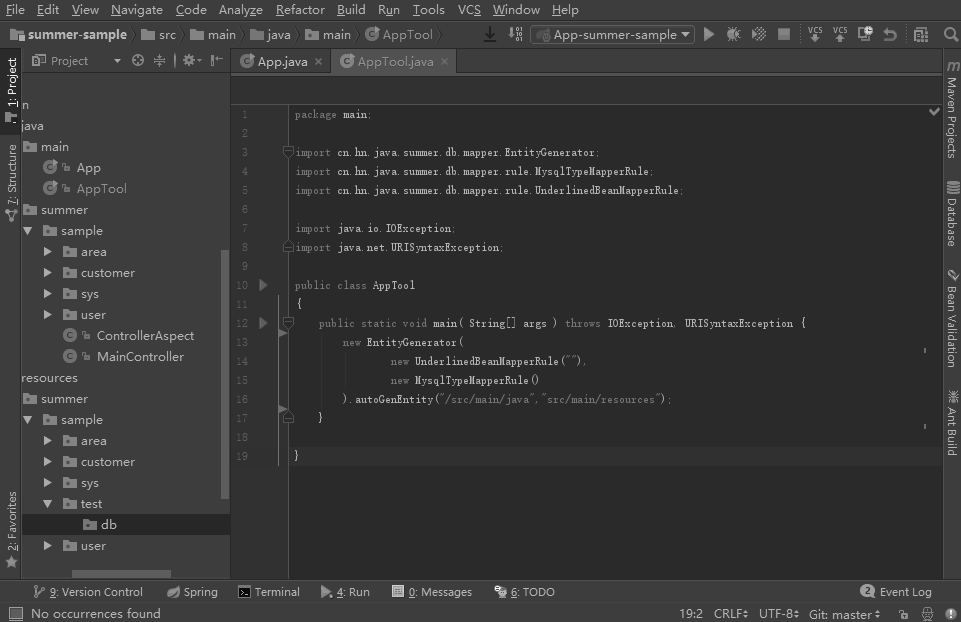 File Edit View Navigate Code Analyze Refactor Build Run Tools VCS Window Help
summer-sample src main java main AppTool
App-summer-sample
VCS VCS
Project
App.java
AppTool.java
1: Project
Z: Structure
2: Favorites
n
java
main
App
AppTool
summer
sample
area
customer
sys
user
ControllerAspect
MainController
resources
summer
sample
area
customer
sys
test
db
user
1 package main;
2
3 import cn.hn.java.summer.db.mapper.EntityGenerator;
4 import cn.hn.java.summer.db.mapper.rule.MysqlTypeMapperRule;
5 import cn.hn.java.summer.db.mapper.rule.UnderlinedBeanMapperRule;
6
7 import java.io.IOException;
8 import java.net.URISyntaxException;
9
10 public class AppTool
11 {
12 public static void main( String[] args ) throws IOException, URISyntaxException {
13 new EntityGenerator(
14 new UnderlinedBeanMapperRule(""),
15 new MysqlTypeMapperRule()
16 ).autoGenEntity("/src/main/java","src/main/resources");
17 }
18
19 }
Maven Projects
Database
Bean Validation
Ant Build
9: Version Control Spring Terminal 4: Run 0: Messages 6: TODO 2 Event Log
No occurrences found 19:2 CRLF UTF-8 Git: master